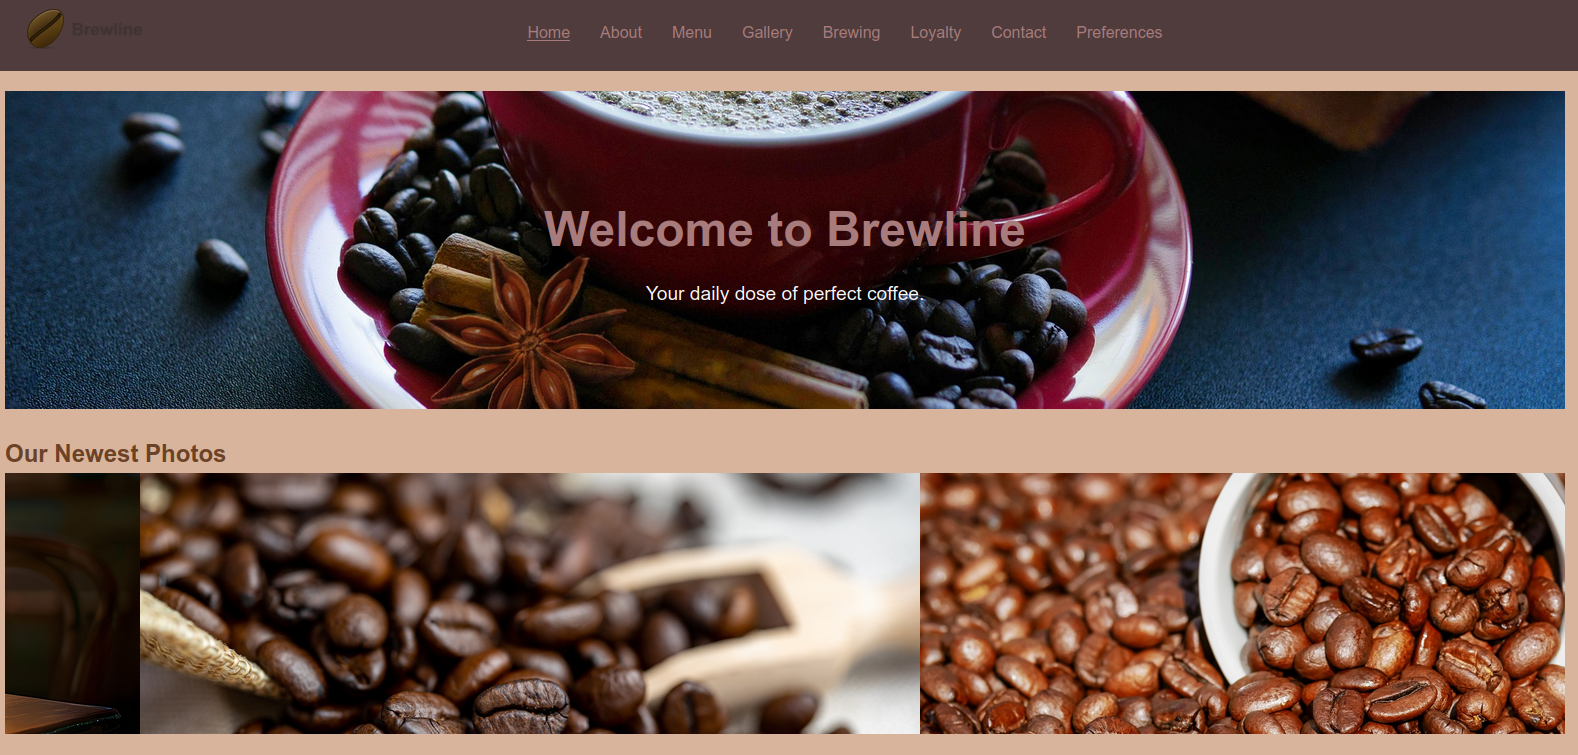 Brewline
Home About Menu Gallery Brewing Loyalty Contact Preferences
Welcome to Brewline
Your daily dose of perfect coffee.
Our Newest Photos